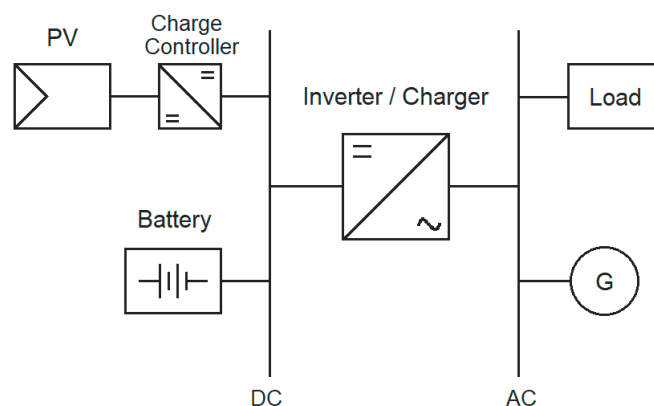 PV
Charge
Controller
Inverter / Charger
Load
Battery
G
DC
AC